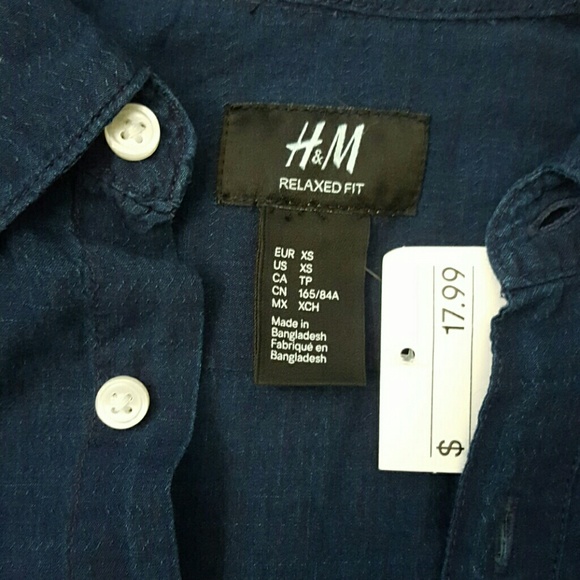 H&M
RELAXED FIT
EUR XS
US XS
CA TP
CN 165/84A
MX XCH
Made in
Bangladesh
Fabriqué en
Bangladesh
$ 17.99